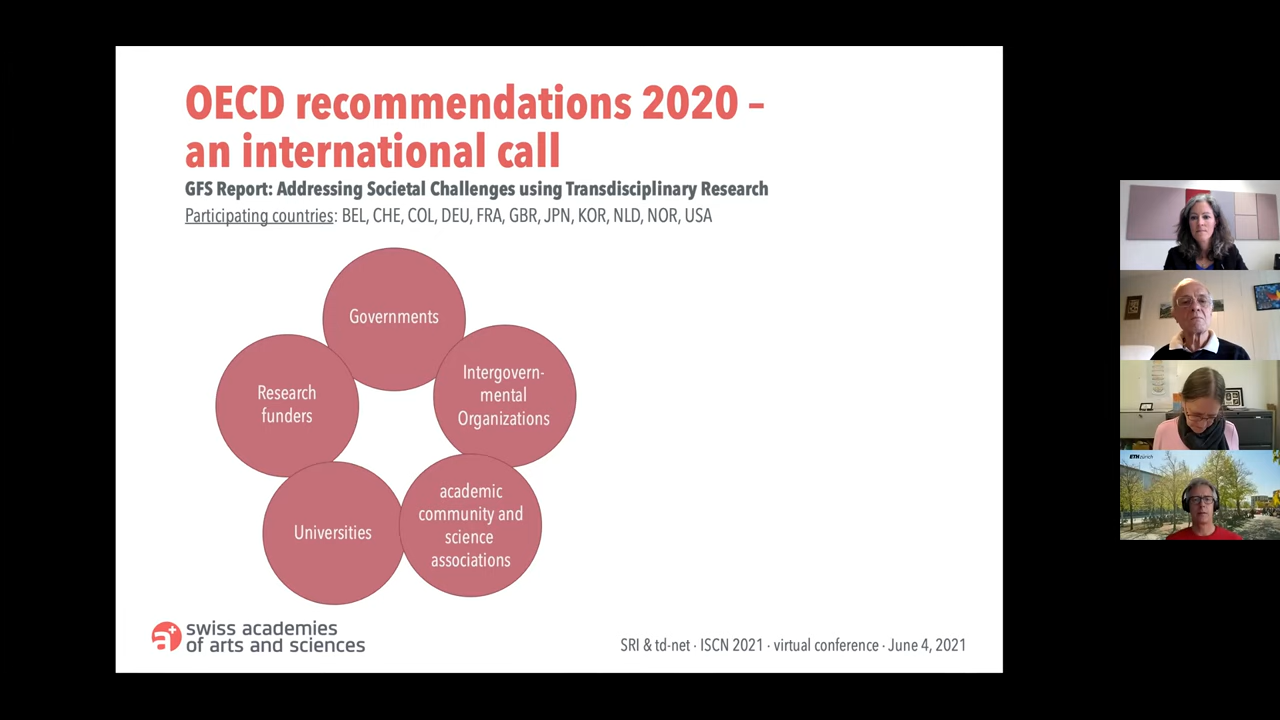 OECD recommendations 2020 –
an international call
GFS Report: Addressing Societal Challenges using Transdisciplinary Research
Participating countries: BEL, CHE, COL, DEU, FRA, GBR, JPN, KOR, NLD, NOR, USA
Governments
Intergovern-
mental
Organizations
Research
funders
academic
community and
science
associations
Universities
a+
swiss academies
of arts and sciences
SRI & td-net · ISCN 2021 · virtual conference · June 4, 2021
ETH zürich